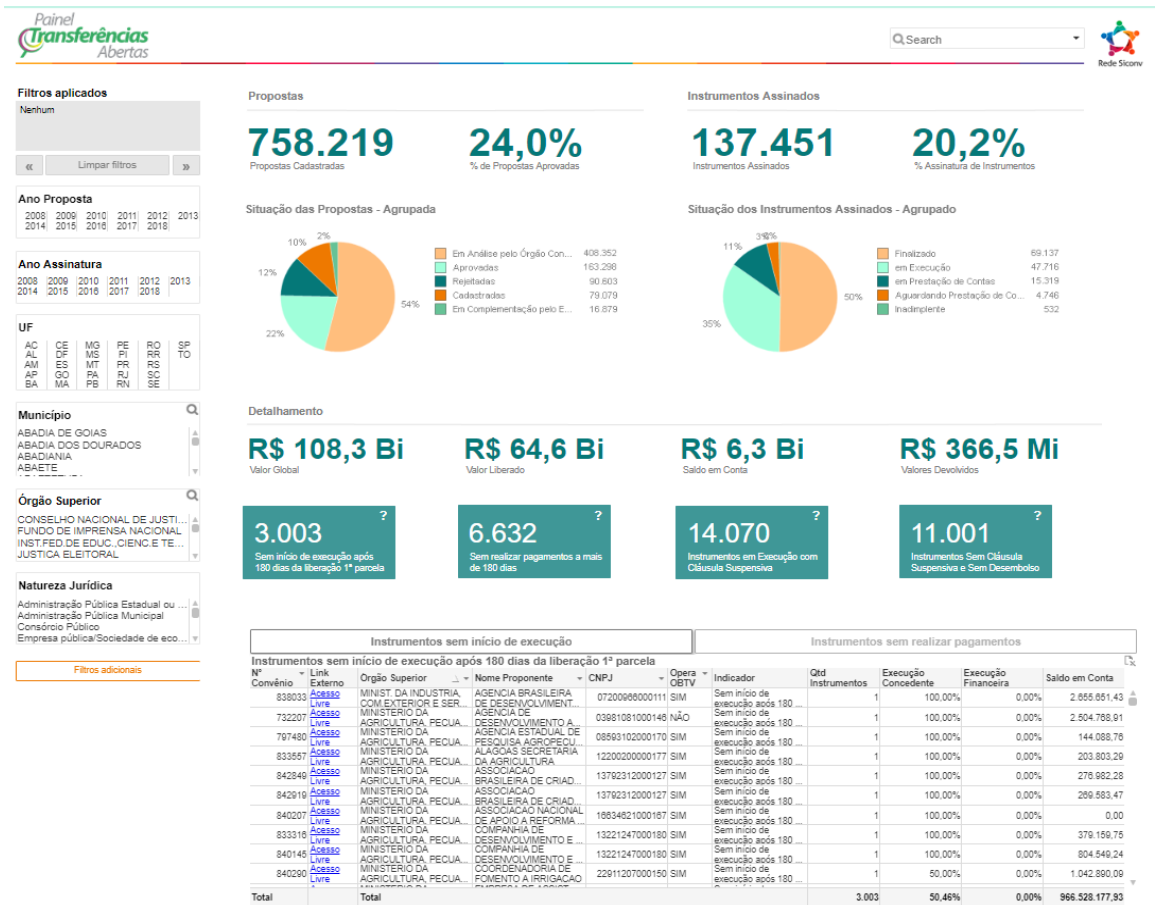 Painel
Transferências
Abertas
Search
Rede Siconv
Filtros aplicados
Nenhum
«
Limpar filtros
»
Ano Proposta
2008 2009 2010 2011 2012 2013
2014 2015 2016 2017 2018
Ano Assinatura
2008 2009 2010 2011 2012 2013
2014 2015 2016 2017 2018
UF
AC CE MG PE RO SP
AL DF MS PI RR TO
AM ES MT PR RS
AP GO PA RJ SC
BA MA PB RN SE
Município
ABADIA DE GOIAS
ABADIA DOS DOURADOS
ABADIANIA
ABAETE
Órgão Superior
CONSELHO NACIONAL DE JUSTI...
FUNDO DE IMPRENSA NACIONAL
INST.FED.DE EDUC.,CIENC.E TE...
JUSTICA ELEITORAL
Natureza Jurídica
Administração Pública Estadual ou ...
Administração Pública Municipal
Consórcio Público
Empresa pública/Sociedade de eco...
Filtros adicionais
Propostas
758.219
Propostas Cadastradas
24,0%
% de Propostas Aprovadas
Instrumentos Assinados
137.451
Instrumentos Assinados
20,2%
% Assinatura de Instrumentos
Situação das Propostas - Agrupada
2%
10%
12%
54%
22%
Em Análise pelo Órgão Con... 408.352
Aprovadas 163.298
Rejeitadas 90.603
Cadastradas 79.079
Em Complementação pelo E... 16.879
Situação dos Instrumentos Assinados - Agrupado
11%
50%
35%
Finalizado 69.137
em Execução 47.716
em Prestação de Contas 15.319
Aguardando Prestação de Co... 4.746
Inadimplente 532
Detalhamento
R$ 108,3 Bi
Valor Global
R$ 64,6 Bi
Valor Liberado
R$ 6,3 Bi
Saldo em Conta
R$ 366,5 Mi
Valores Devolvidos
?
3.003
Sem início de execução após
180 dias da liberação 1ª parcela
?
6.632
Sem realizar pagamentos a mais
de 180 dias
?
14.070
Instrumentos em Execução com
Cláusula Suspensiva
?
11.001
Instrumentos Sem Cláusula
Suspensiva e Sem Desembolso
Instrumentos sem início de execução
Instrumentos sem realizar pagamentos
Instrumentos sem início de execução após 180 dias da liberação 1ª parcela
N° Convênio Link Externo Orgão Superior Nome Proponente CNPJ Opera OBTV Indicador Qtd Instrumentos Execução Concedente Execução Financeira Saldo em Conta
838033 Acesso Livre MINIST. DA INDUSTRIA, COM.EXTERIOR E SER... AGENCIA BRASILEIRA DE DESENVOLVIMENT... 07200966000111 SIM Sem início de execução após 180 ... 1 100,00% 0,00% 2.655.651,43
732207 Acesso Livre MINISTERIO DA AGRICULTURA, PECUA... AGENCIA DE DESENVOLVIMENTO A... 03981081000146 NÃO Sem início de execução após 180 ... 1 100,00% 0,00% 2.504.768,91
797480 Acesso Livre MINISTERIO DA AGRICULTURA, PECUA... AGENCIA ESTADUAL DE PESQUISA AGROPECU... 08593102000170 SIM Sem início de execução após 180 ... 1 100,00% 0,00% 144.088,76
833557 Acesso Livre MINISTERIO DA AGRICULTURA, PECUA... ALAGOAS SECRETARIA DA AGRICULTURA 12200200000177 SIM Sem início de execução após 180 ... 1 100,00% 0,00% 203.803,29
842849 Acesso Livre MINISTERIO DA AGRICULTURA, PECUA... ASSOCIACAO BRASILEIRA DE CRIAD... 13792312000127 SIM Sem início de execução após 180 ... 1 100,00% 0,00% 276.982,28
842919 Acesso Livre MINISTERIO DA AGRICULTURA, PECUA... ASSOCIACAO BRASILEIRA DE CRIAD... 13792312000127 SIM Sem início de execução após 180 ... 1 100,00% 0,00% 269.583,47
840207 Acesso Livre MINISTERIO DA AGRICULTURA, PECUA... ASSOCIACAO NACIONAL DE APOIO A REFORMA ... 16634621000167 SIM Sem início de execução após 180 ... 1 100,00% 0,00% 0,00
833316 Acesso Livre MINISTERIO DA AGRICULTURA, PECUA... COMPANHIA DE DESENVOLVIMENTO E ... 13221247000180 SIM Sem início de execução após 180 ... 1 100,00% 0,00% 379.159,75
840145 Acesso Livre MINISTERIO DA AGRICULTURA, PECUA... COMPANHIA DE DESENVOLVIMENTO E ... 13221247000180 SIM Sem início de execução após 180 ... 1 100,00% 0,00% 804.549,24
840290 Acesso Livre MINISTERIO DA AGRICULTURA, PECUA... COORDENADORIA DE FOMENTO A IRRIGACAO 22911207000150 SIM Sem início de execução após 180 ... 1 50,00% 0,00% 1.042.890,09
Total Total 3.003 50,46% 0,00% 966.528.177,93